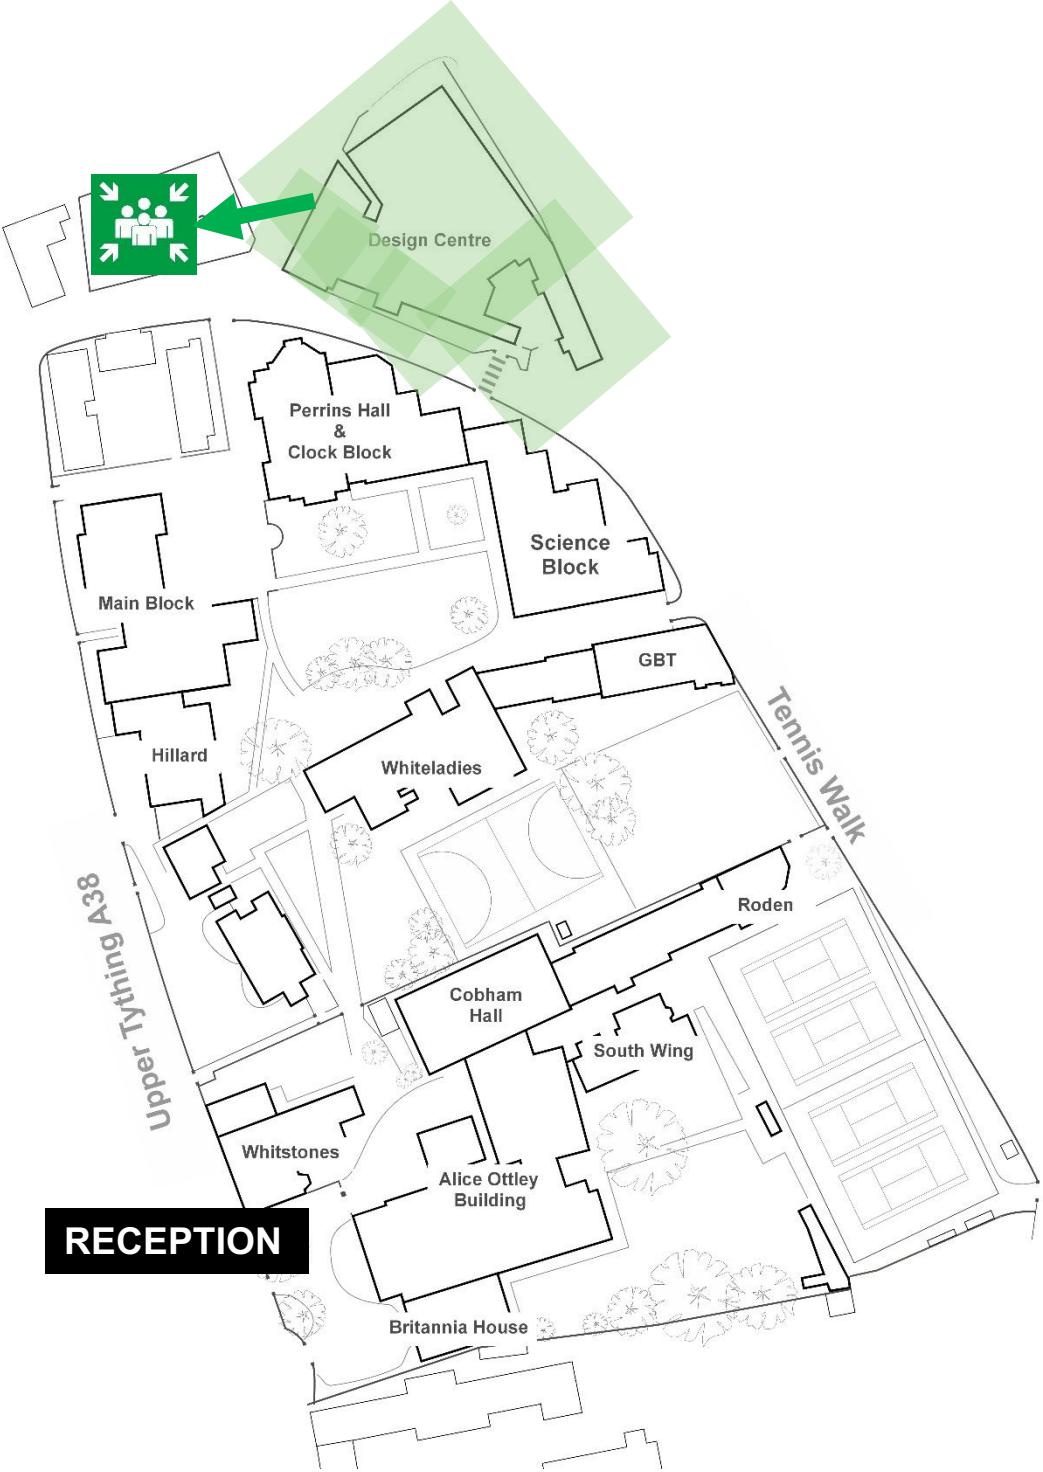 Design Centre
Perrins Hall
&
Clock Block
Science
Block
Main Block
GBT
Hillard
Whiteladies
Tennis Walk
Roden
Upper Tything A38
Cobham
Hall
South Wing
Whitstones
Alice Ottley
Building
RECEPTION
Britannia House